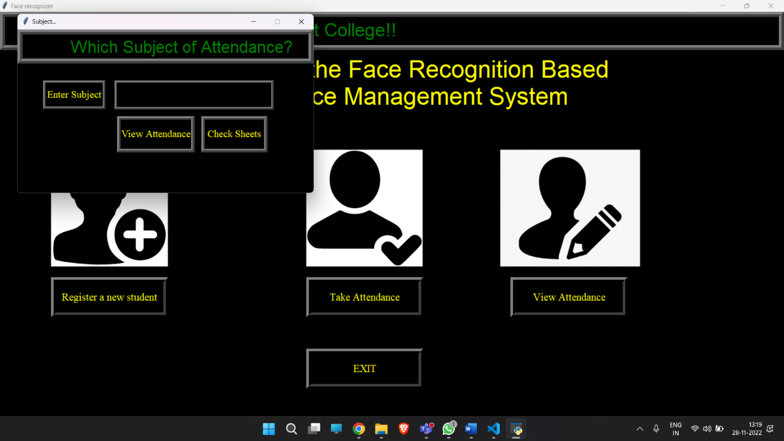 Face recognizer
Subject...
Which Subject of Attendance?
t College!!
Enter Subject
View Attendance
Check Sheets
the Face Recognition Based
ce Management System
Register a new student
Take Attendance
View Attendance
EXIT
ENG
IN
13:19
28-11-2022